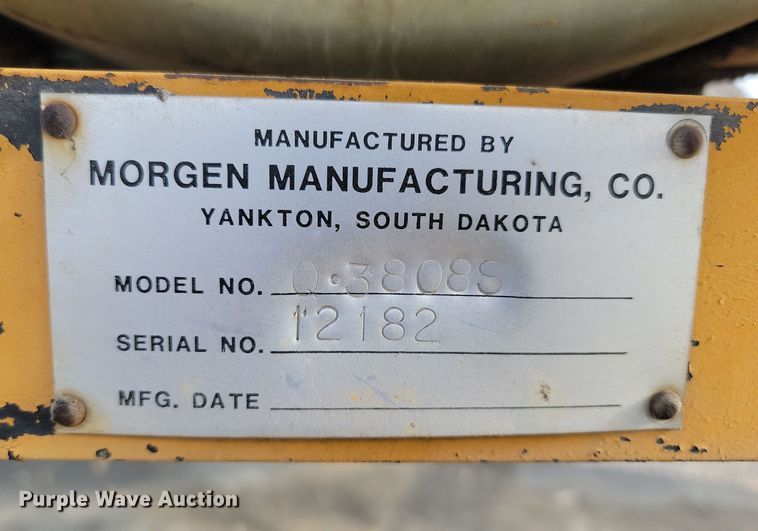 MANUFACTURED BY
MORGEN MANUFACTURING, CO.
YANKTON, SOUTH DAKOTA
MODEL NO. Q-3808S
SERIAL NO. 12182
MFG. DATE
Purple Wave Auction